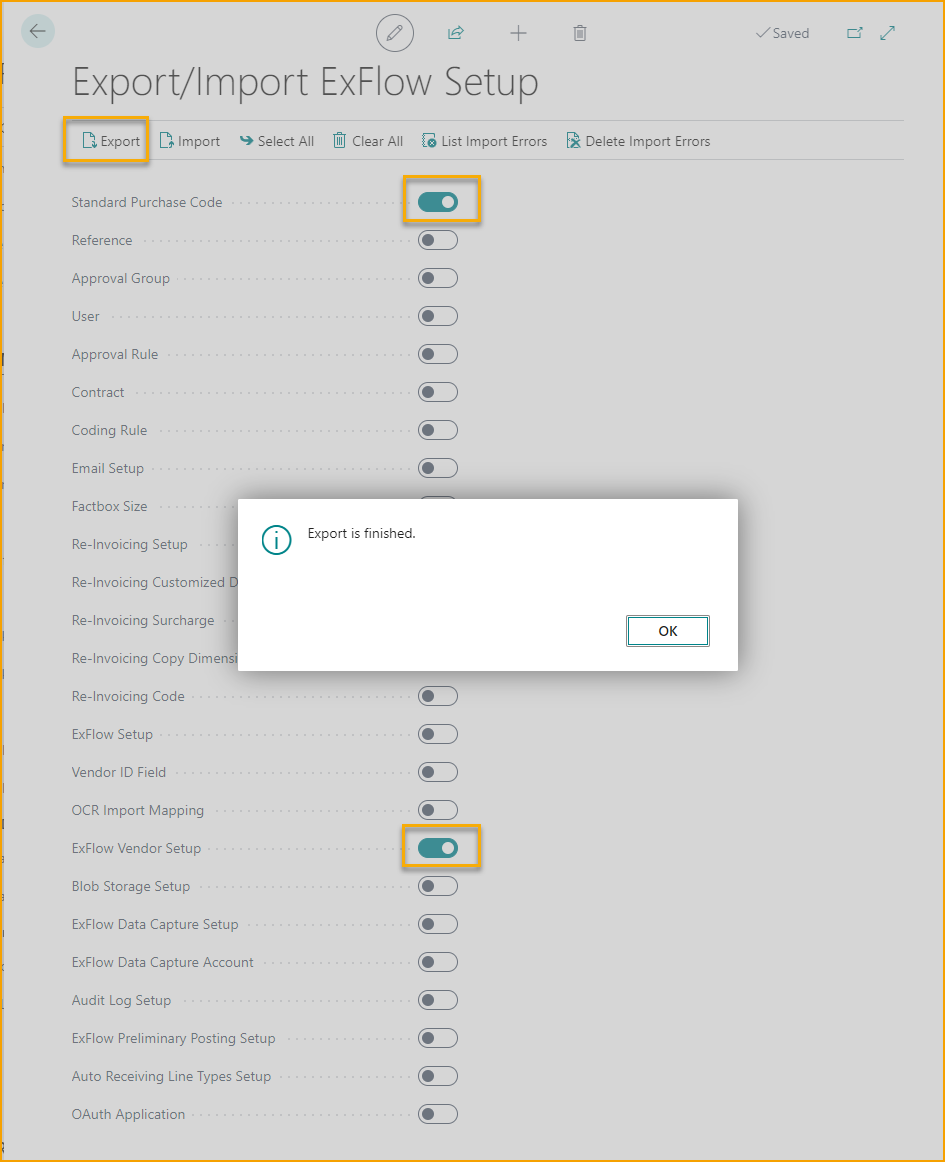 Saved
Export/Import ExFlow Setup
Export Import Select All Clear All List Import Errors Delete Import Errors
Standard Purchase Code
Reference
Approval Group
User
Approval Rule
Contract
Coding Rule
Email Setup
Factbox Size
Export is finished.
Re-Invoicing Setup
Re-Invoicing Customized D
Re-Invoicing Surcharge
OK
Re-Invoicing Copy Dimensi
Re-Invoicing Code
ExFlow Setup
Vendor ID Field
OCR Import Mapping
ExFlow Vendor Setup
Blob Storage Setup
ExFlow Data Capture Setup
ExFlow Data Capture Account
Audit Log Setup
ExFlow Preliminary Posting Setup
Auto Receiving Line Types Setup
OAuth Application